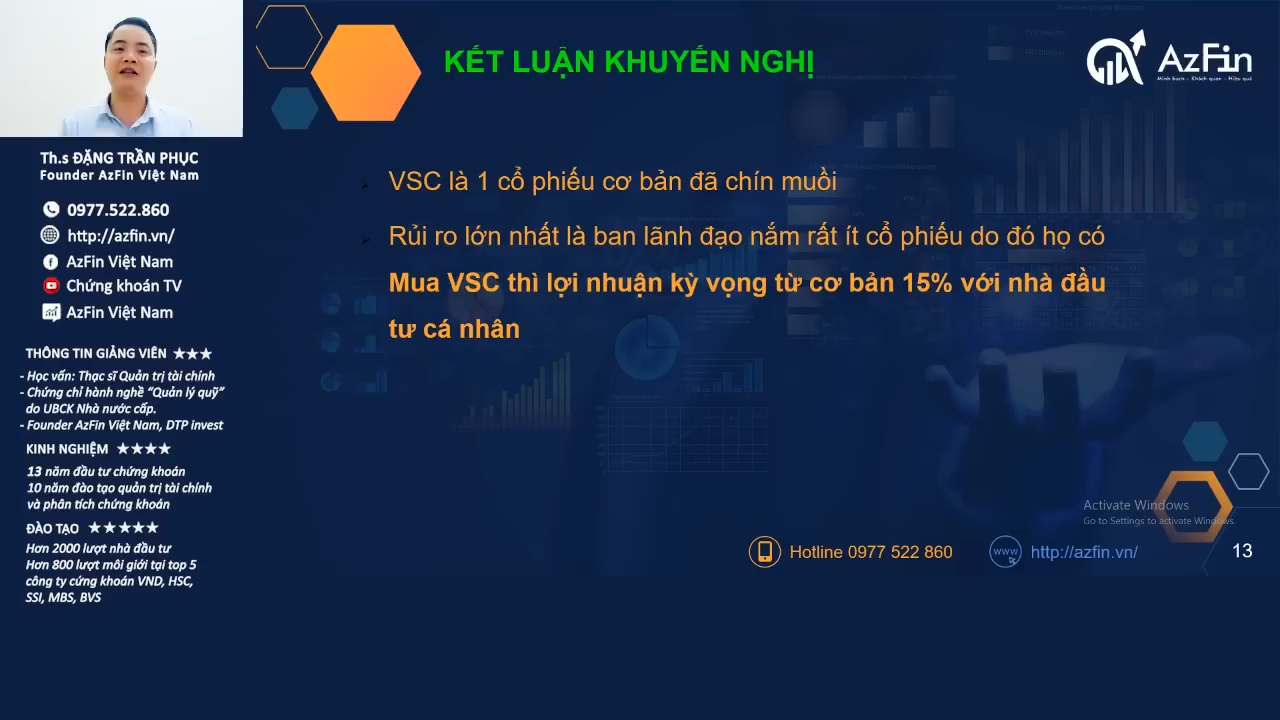 Th.s ĐẶNG TRẦN PHỤC
Founder AzFin Việt Nam
0977.522.860
http://azfin.vn/
AzFin Việt Nam
Chứng khoán TV
AzFin Việt Nam
THÔNG TIN GIẢNG VIÊN ★★★
- Học vấn: Thạc sĩ Quản trị tài chính
- Chứng chỉ hành nghề “Quản lý quỹ”
do UBCK Nhà nước cấp.
- Founder AzFin Việt Nam, DTP invest
KINH NGHIỆM ★★★★
13 năm đầu tư chứng khoán
10 năm đào tạo quản trị tài chính
và phân tích chứng khoán
ĐÀO TẠO ★★★★★
Hơn 2000 lượt nhà đầu tư
Hơn 800 lượt môi giới tại top 5
công ty cứng khoán VND, HSC,
SSI, MBS, BVS
KẾT LUẬN KHUYẾN NGHỊ
AzFin
Minh bạch - Khách quan - Hiệu quả
VSC là 1 cổ phiếu cơ bản đã chín muồi
Rủi ro lớn nhất là ban lãnh đạo nắm rất ít cổ phiếu do đó họ có
Mua VSC thì lợi nhuận kỳ vọng từ cơ bản 15% với nhà đầu
tư cá nhân
Activate Windows
Go to Settings to activate Windows.
Hotline 0977 522 860
www
http://azfin.vn/
13